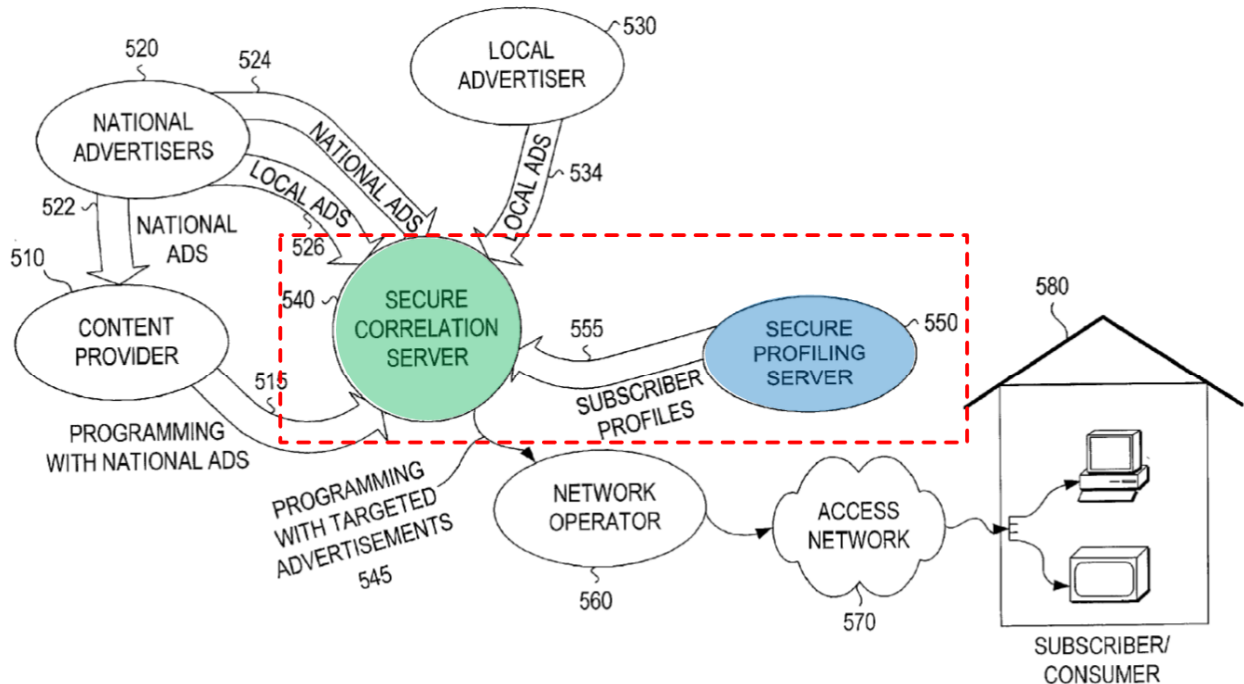 520
524
530
LOCAL
ADVERTISER
NATIONAL
ADVERTISERS
NATIONAL ADS
LOCAL ADS
LOCAL ADS
534
522
NATIONAL
ADS
526
510
540
SECURE
CORRELATION
SERVER
555
SUBSCRIBER
PROFILES
SECURE
PROFILING
SERVER
550
580
CONTENT
PROVIDER
515
PROGRAMMING
WITH NATIONAL ADS
PROGRAMMING
WITH TARGETED
ADVERTISEMENTS
545
NETWORK
OPERATOR
560
ACCESS
NETWORK
570
SUBSCRIBER/
CONSUMER